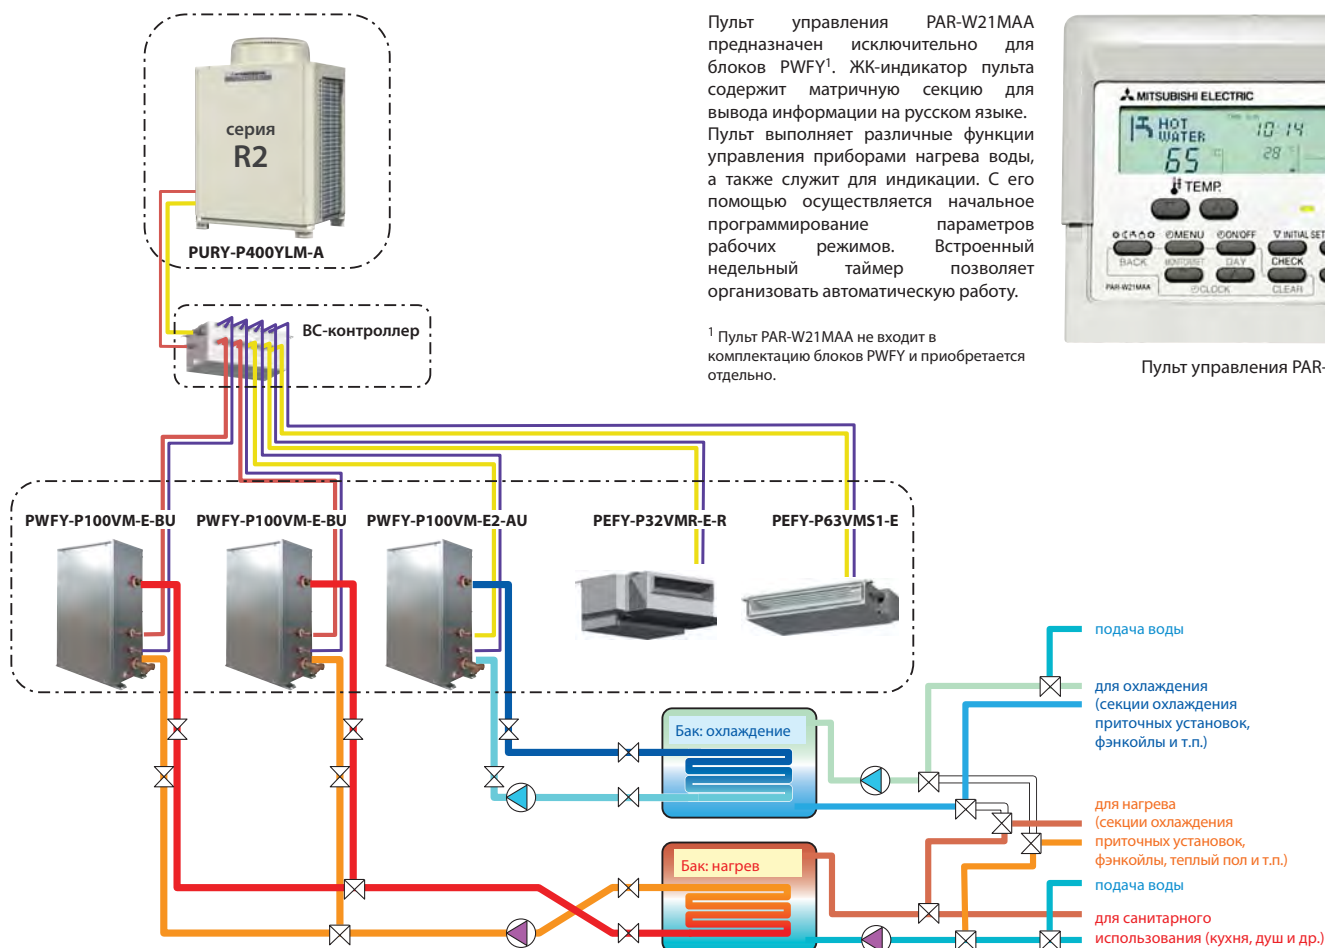 серия
R2
PURY-P400YLM-A
BC-контроллер
Пульт управления PAR-W21MAA
предназначен исключительно для
блоков PWFY¹. ЖК-индикатор пульта
содержит матричную секцию для
вывода информации на русском языке.
Пульт выполняет различные функции
управления приборами нагрева воды,
а также служит для индикации. С его
помощью осуществляется начальное
программирование параметров
рабочих режимов. Встроенный
недельный таймер позволяет
организовать автоматическую работу.
¹ Пульт PAR-W21MAA не входит в
комплектацию блоков PWFY и приобретается
отдельно.
MITSUBISHI ELECTRIC
HOT
WATER
65 °C
10:14
28
TEMP.
MENU ON/OFF INITIAL SET
BACK DAY CHECK
PAR-W21MAA CLOCK CLEAR
Пульт управления PAR-
PWFY-P100VM-E-BU PWFY-P100VM-E-BU PWFY-P100VM-E2-AU PEFY-P32VMR-E-R PEFY-P63VMS1-E
Бак: охлаждение
Бак: нагрев
подача воды
для охлаждения
(секции охлаждения
приточных установок,
фэнкойлы и т.п.)
для нагрева
(секции охлаждения
приточных установок,
фэнкойлы, теплый пол и т.п.)
подача воды
для санитарного
использования (кухня, душ и др.)